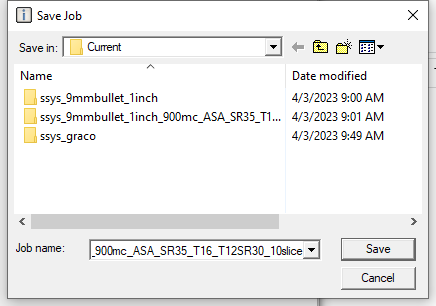 Save Job
Save in: Current
Name Date modified
ssys_9mmbullet_1inch 4/3/2023 9:00 AM
ssys_9mmbullet_1inch_900mc_ASA_SR35_T1... 4/3/2023 9:01 AM
ssys_graco 4/3/2023 9:49 AM
Job name: _900mc_ASA_SR35_T16_T12SR30_10slice Save
Cancel